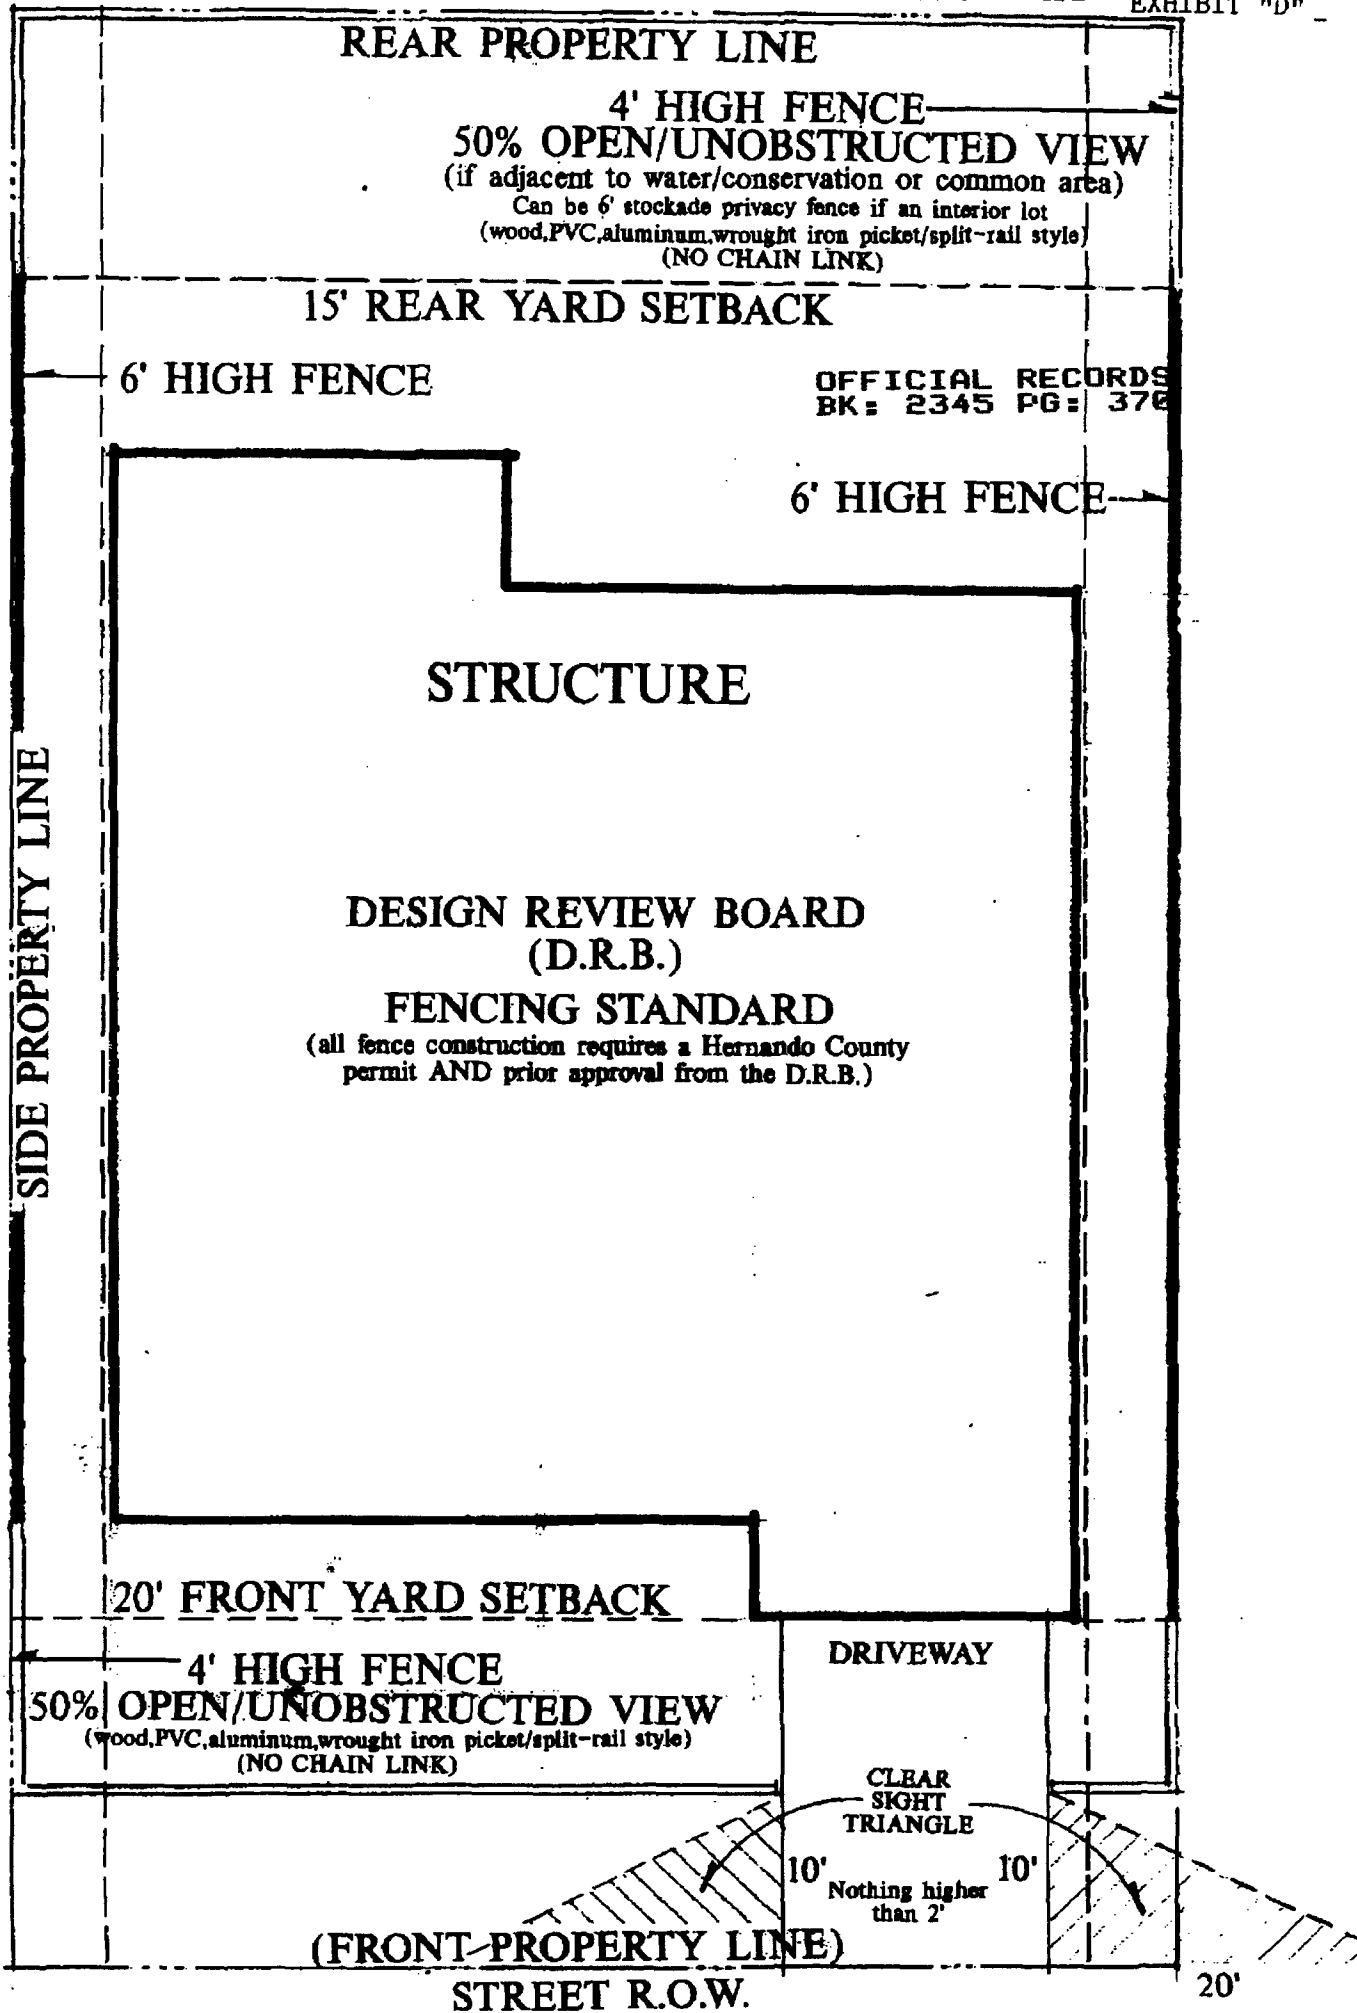 EXHIBIT "D"
REAR PROPERTY LINE
4' HIGH FENCE
50% OPEN/UNOBSTRUCTED VIEW
(if adjacent to water/conservation or common area)
Can be 6' stockade privacy fence if an interior lot
(wood,PVC,aluminum,wrought iron picket/split-rail style)
(NO CHAIN LINK)
15' REAR YARD SETBACK
6' HIGH FENCE
OFFICIAL RECORDS
BK: 2345 PG: 370
6' HIGH FENCE
STRUCTURE
SIDE PROPERTY LINE
DESIGN REVIEW BOARD
(D.R.B.)
FENCING STANDARD
(all fence construction requires a Hernando County
permit AND prior approval from the D.R.B.)
20' FRONT YARD SETBACK
4' HIGH FENCE
50% OPEN/UNOBSTRUCTED VIEW
(wood,PVC,aluminum,wrought iron picket/split-rail style)
(NO CHAIN LINK)
DRIVEWAY
CLEAR
SIGHT
TRIANGLE
10' 10'
Nothing higher
than 2'
(FRONT PROPERTY LINE)
STREET R.O.W.
20'